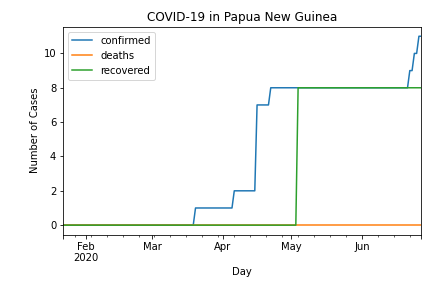 COVID-19 in Papua New Guinea
confirmed
deaths
recovered
Number of Cases
10
8
6
4
2
0
Feb
2020
Mar
Apr
May
Jun
Day